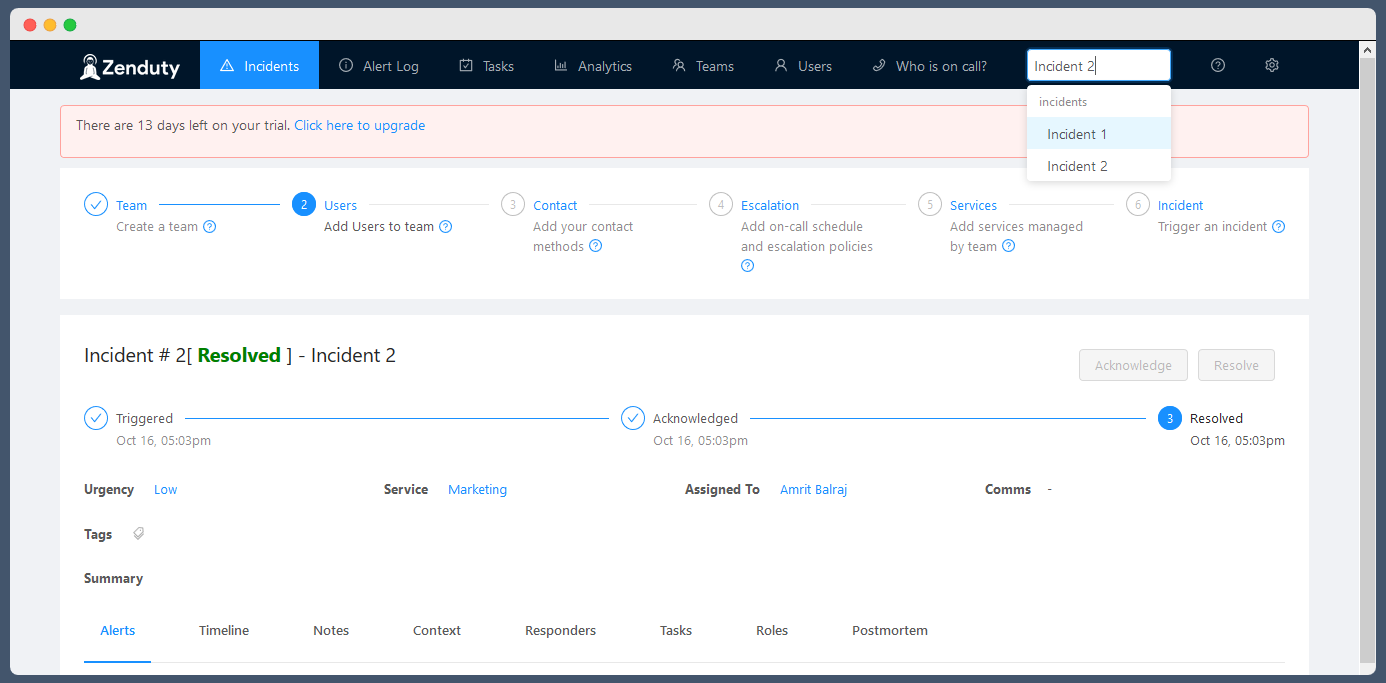 Zenduty
Incidents
Alert Log
Tasks
Analytics
Teams
Users
Who is on call?
Incident 2
incidents
Incident 1
Incident 2
There are 13 days left on your trial. Click here to upgrade
Team
Create a team
2
Users
Add Users to team
3
Contact
Add your contact
methods
4
Escalation
Add on-call schedule
and escalation policies
5
Services
Add services managed
by team
6
Incident
Trigger an incident
Incident # 2[ Resolved ] - Incident 2
Acknowledge
Resolve
Triggered
Oct 16, 05:03pm
Acknowledged
Oct 16, 05:03pm
3
Resolved
Oct 16, 05:03pm
Urgency Low
Service Marketing
Assigned To Amrit Balraj
Comms -
Tags
Summary
Alerts
Timeline
Notes
Context
Responders
Tasks
Roles
Postmortem